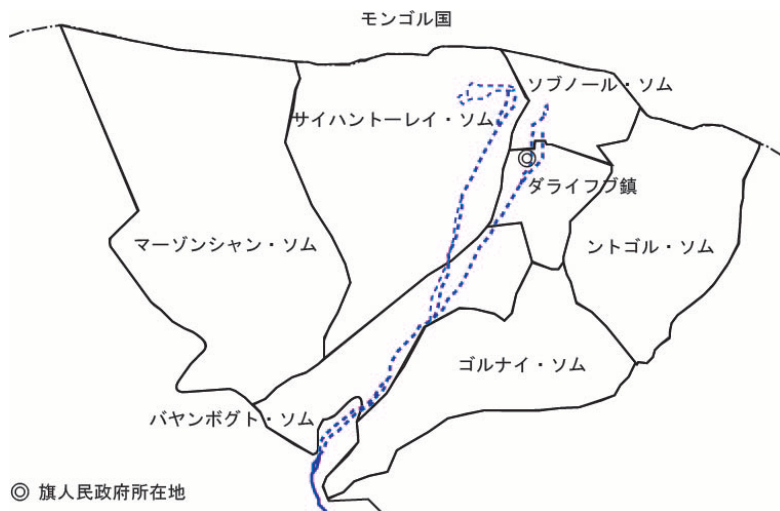 モンゴル国
ソブノール・ソム
サイハントーレイ・ソム
ダライフブ鎮
マーゾンシャン・ソム
ントゴル・ソム
ゴルナイ・ソム
バヤンボグト・ソム
◎ 旗人民政府所在地